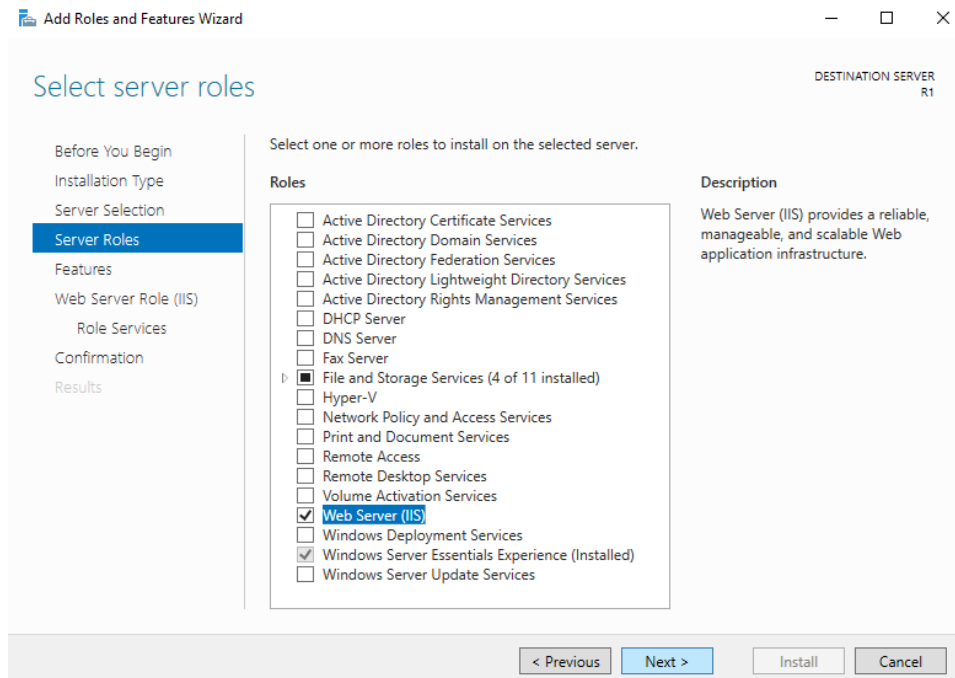 Add Roles and Features Wizard
Select server roles
DESTINATION SERVER
R1
Before You Begin
Installation Type
Server Selection
Server Roles
Features
Web Server Role (IIS)
Role Services
Confirmation
Results
Select one or more roles to install on the selected server.
Roles
Active Directory Certificate Services
Active Directory Domain Services
Active Directory Federation Services
Active Directory Lightweight Directory Services
Active Directory Rights Management Services
DHCP Server
DNS Server
Fax Server
File and Storage Services (4 of 11 installed)
Hyper-V
Network Policy and Access Services
Print and Document Services
Remote Access
Remote Desktop Services
Volume Activation Services
Web Server (IIS)
Windows Deployment Services
Windows Server Essentials Experience (Installed)
Windows Server Update Services
Description
Web Server (IIS) provides a reliable,
manageable, and scalable Web
application infrastructure.
< Previous
Next >
Install
Cancel